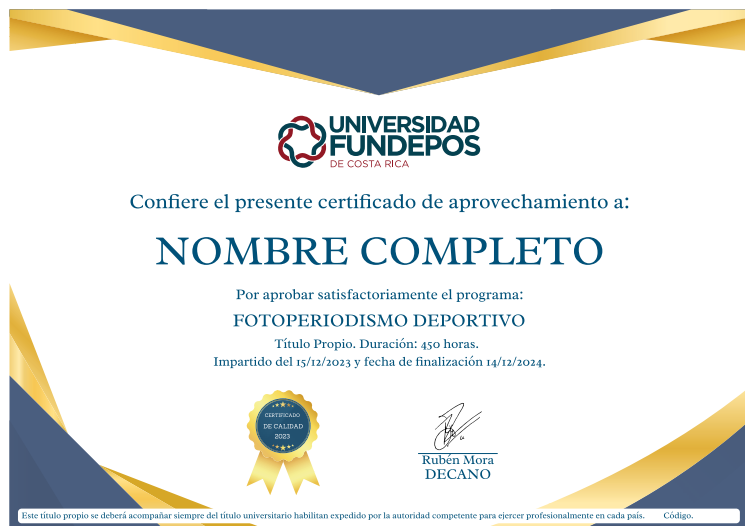 UNIVERSIDAD
FUNDEPOS
DE COSTA RICA
Confiere el presente certificado de aprovechamiento a:
NOMBRE COMPLETO
Por aprobar satisfactoriamente el programa:
FOTOPERIODISMO DEPORTIVO
Título Propio. Duración: 450 horas.
Impartido del 15/12/2023 y fecha de finalización 14/12/2024.
CERTIFICADO
DE CALIDAD
2023
Rubén Mora
DECANO
Este título propio se deberá acompañar siempre del título universitario habilitan expedido por la autoridad competente para ejercer profesionalmente en cada país. Código.